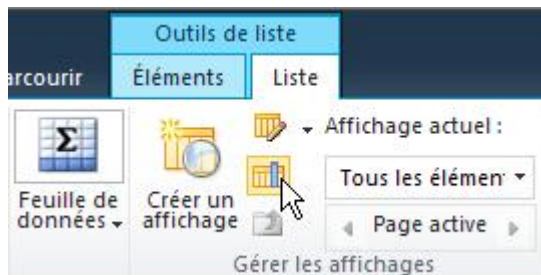 Outils de liste
arcourir
Éléments
Liste
Feuille de
données
Créer un
affichage
Affichage actuel :
Tous les élémen
Page active
Gérer les affichages